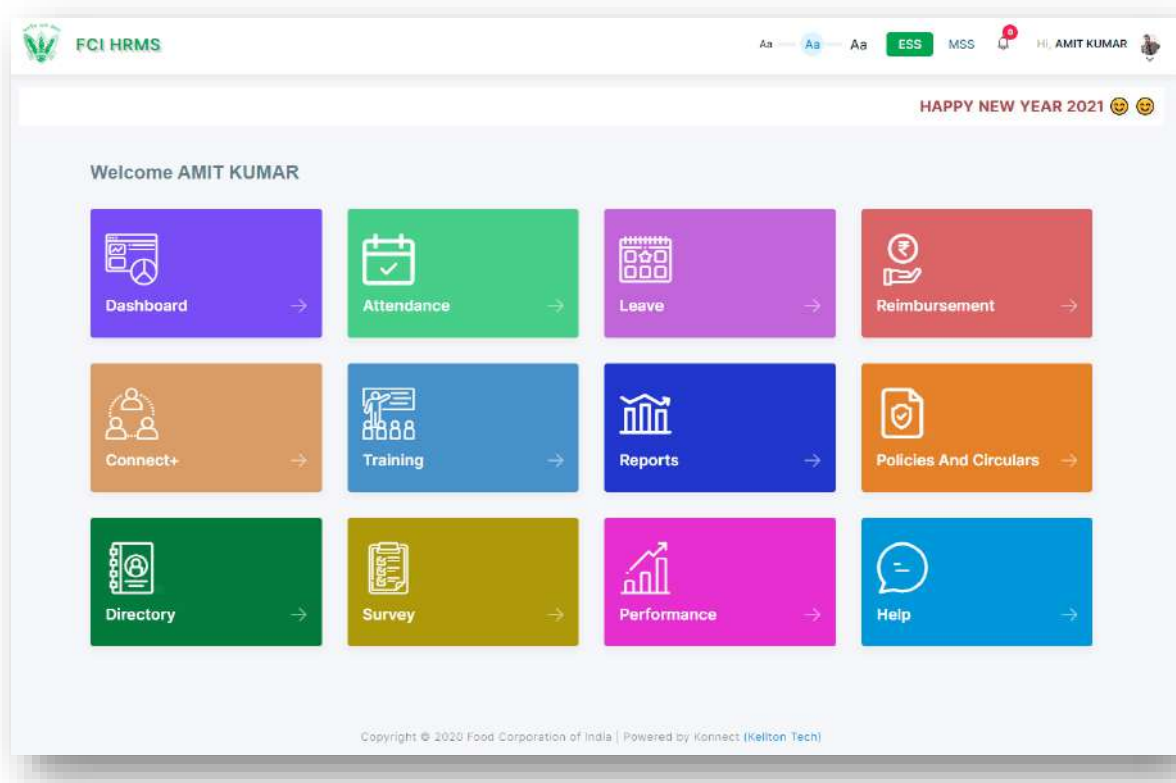 FCI HRMS
Aa Aa Aa ESS MSS 0 Hi, AMIT KUMAR
HAPPY NEW YEAR 2021
Welcome AMIT KUMAR
Dashboard
Attendance
Leave
Reimbursement
Connect+
Training
Reports
Policies And Circulars
Directory
Survey
Performance
Help
Copyright © 2020 Food Corporation of India | Powered by Konnect (Kellton Tech)